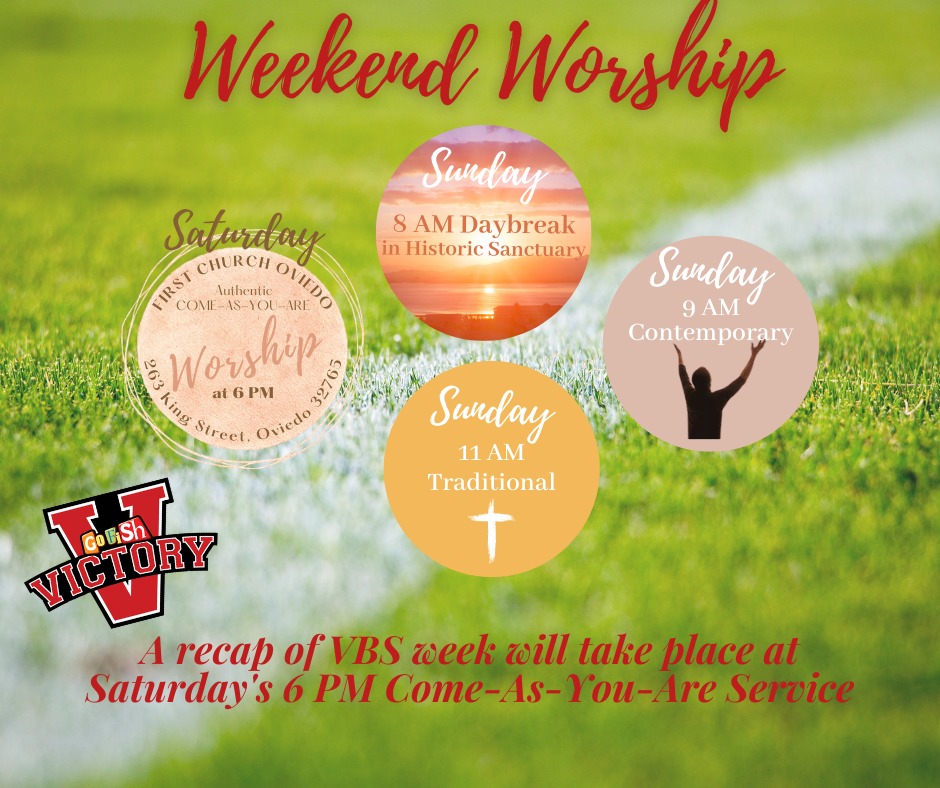 Weekend Worship
Saturday
FIRST CHURCH OVIEDO
Authentic
COME-AS-YOU-ARE
Worship
at 6 PM
263 King Street, Oviedo 32765
Sunday
8 AM Daybreak
in Historic Sanctuary
Sunday
9 AM
Contemporary
Sunday
11 AM
Traditional
GO FiSh
VICTORY
A recap of VBS week will take place at
Saturday's 6 PM Come-As-You-Are Service